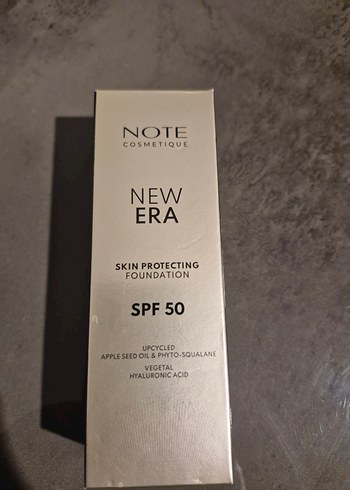 NOTE
COSMETIQUE
NEW
ERA
SKIN PROTECTING
FOUNDATION
SPF 50
UPCYCLED
APPLE SEED OIL & PHYTO-SQUALANE
VEGETAL
HYALURONIC ACID